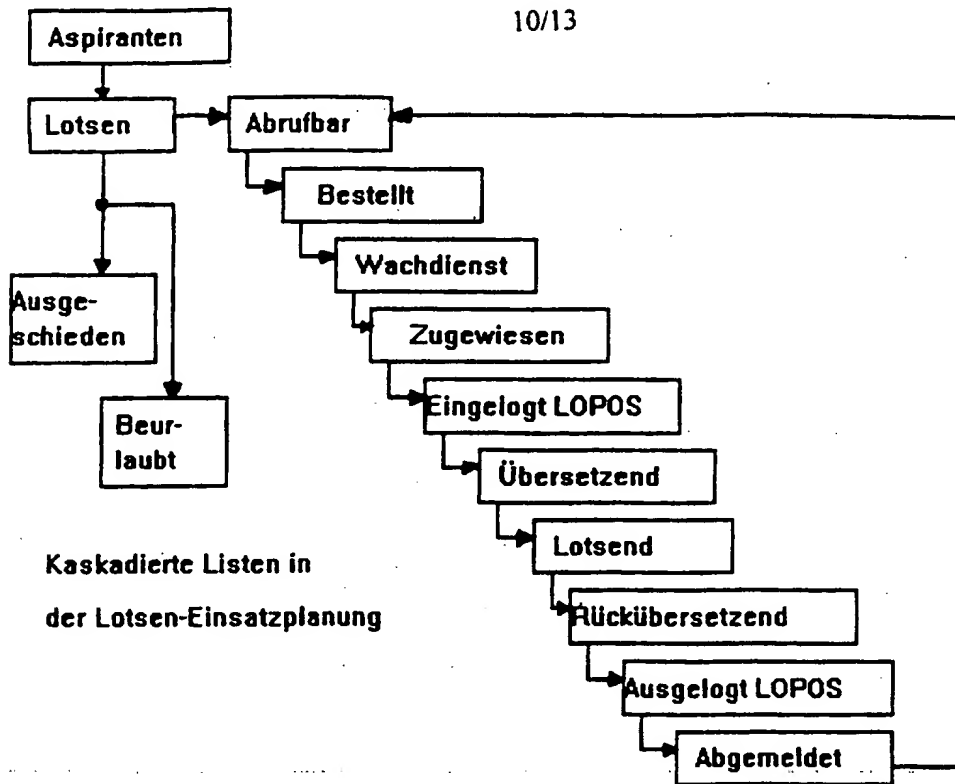 10/13
Aspiranten
Lotsen
Abrufbar
Bestellt
Wachdienst
Ausge-
schieden
Zugewiesen
Eingelogt LOPOS
Beur-
laubt
Übersetzend
Lotsend
Kaskadierte Listen in
der Lotsen-Einsatzplanung
Rückübersetzend
Ausgelogt LOPOS
Abgemeldet